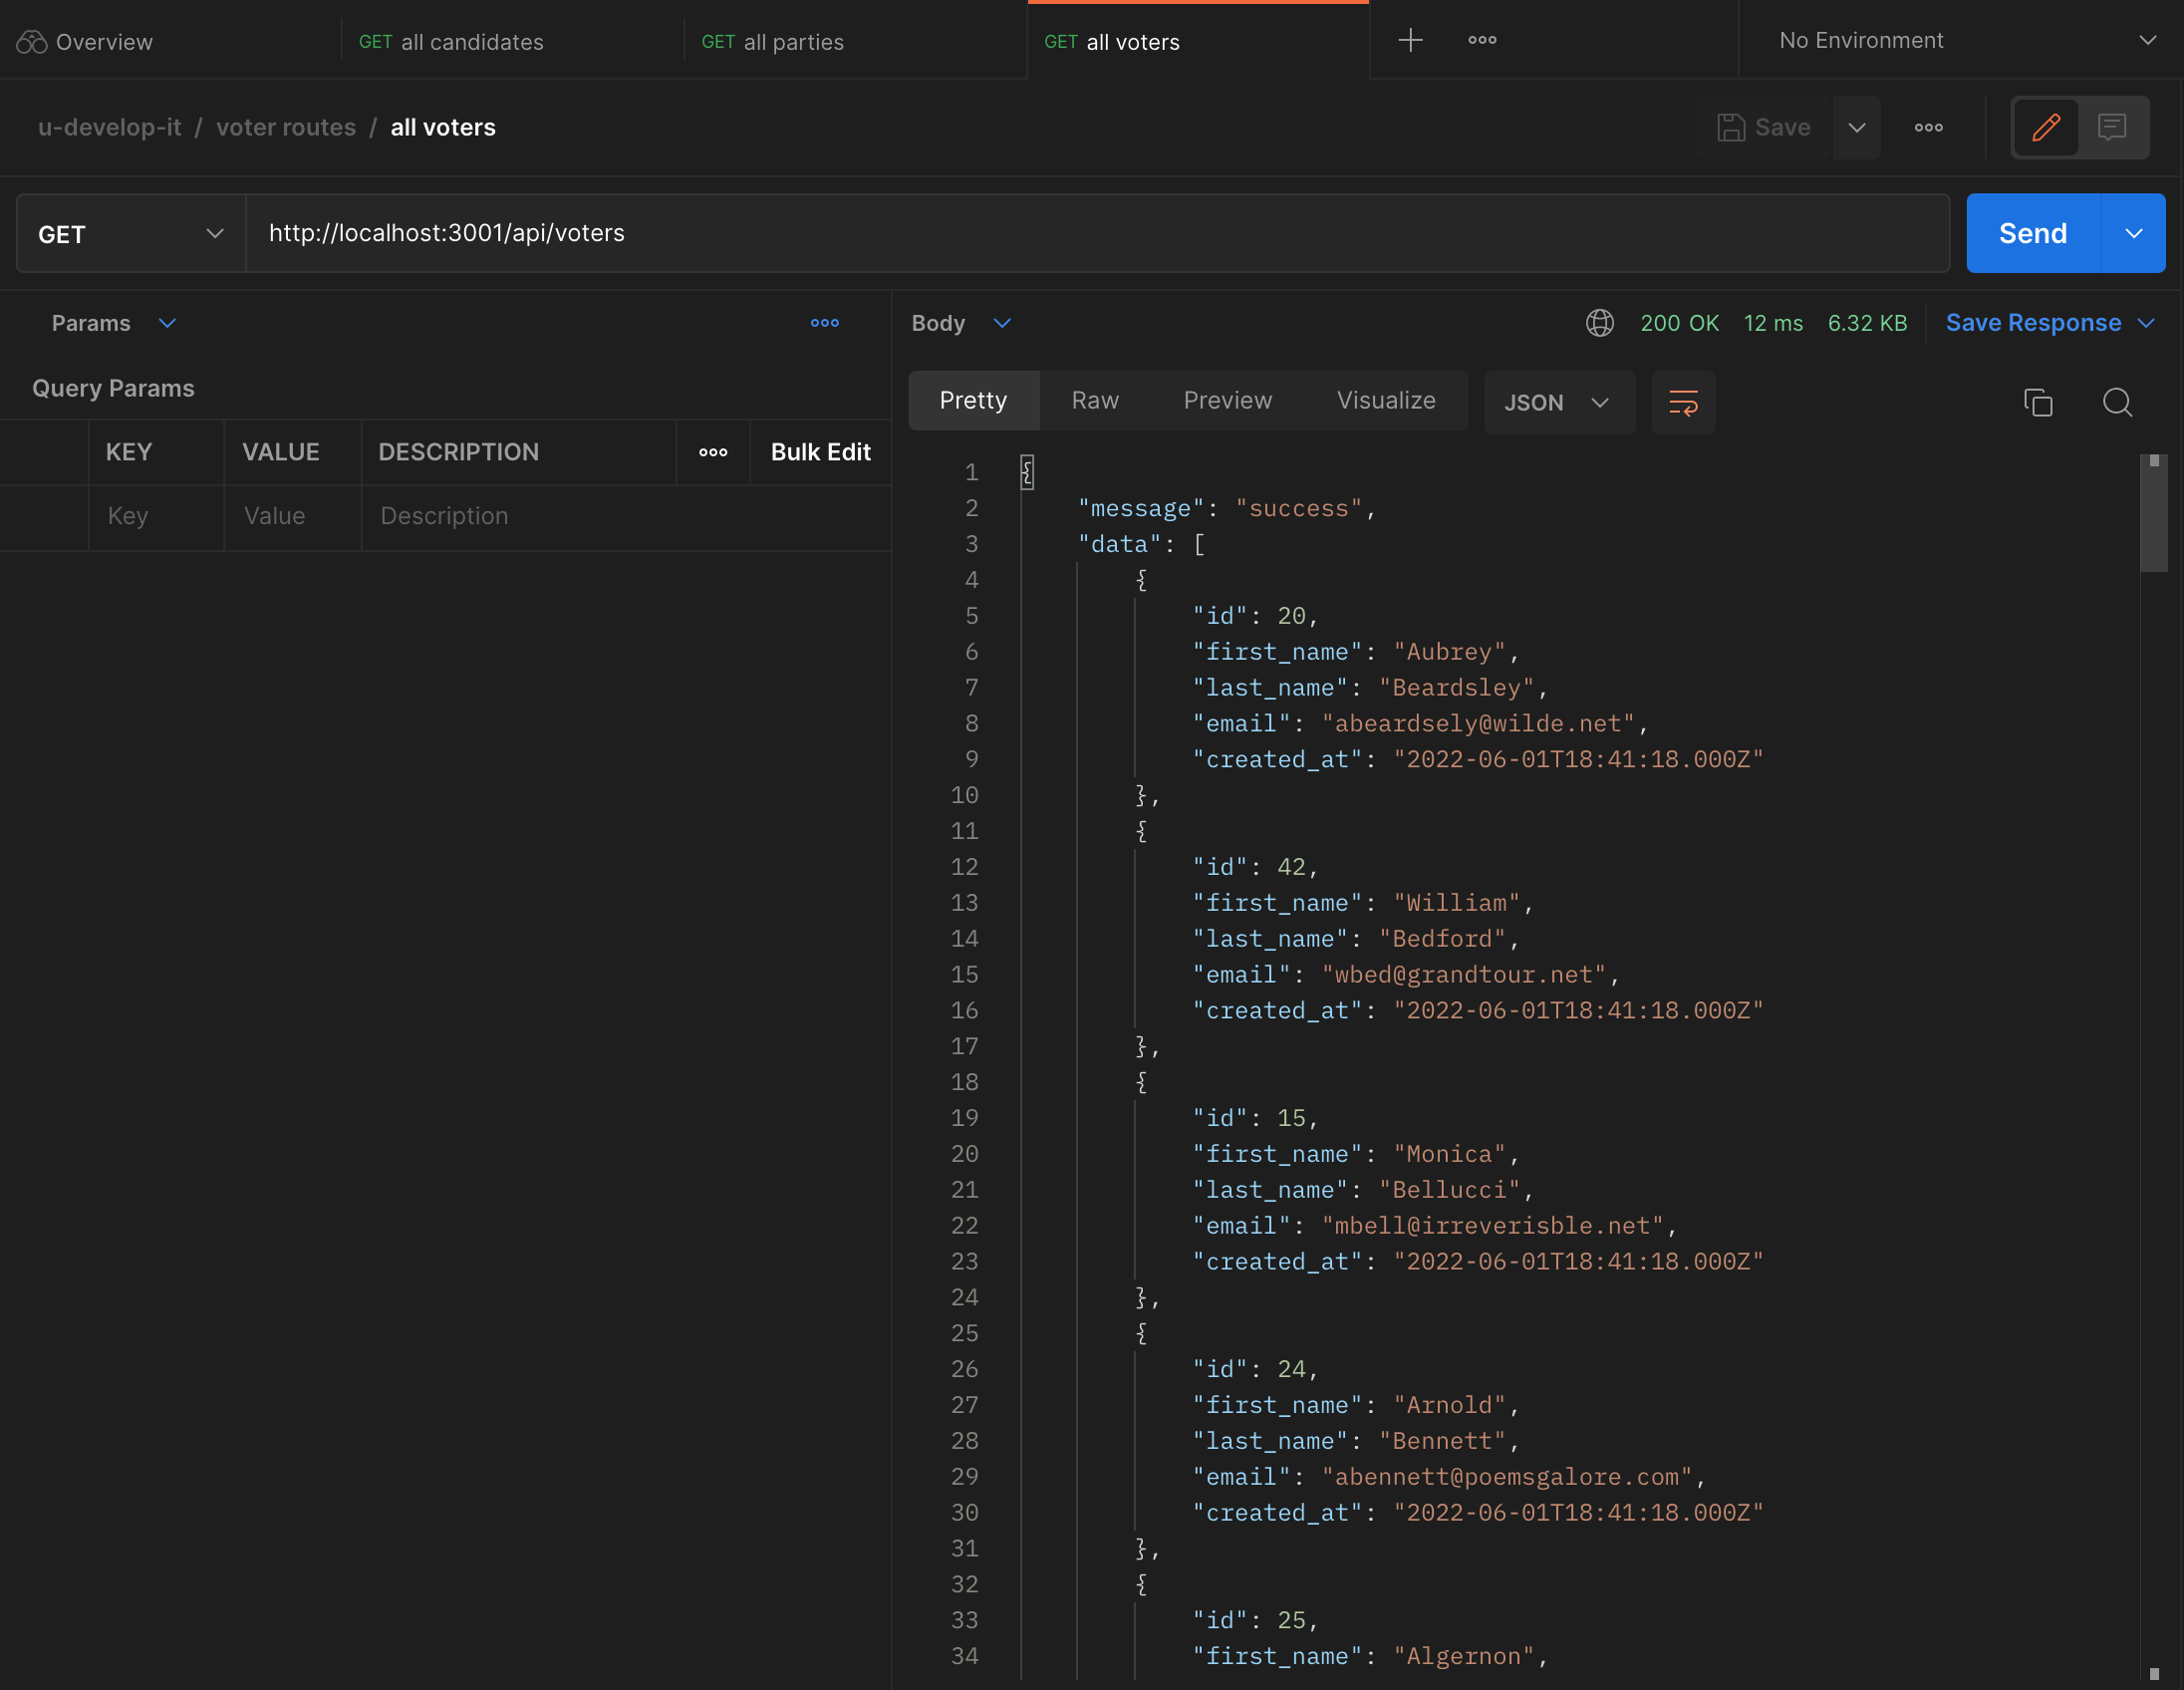 Overview
GET all candidates
GET all parties
GET all voters
No Environment
u-develop-it / voter routes / all voters
Save
GET
http://localhost:3001/api/voters
Send
Params
Body
200 OK 12 ms 6.32 KB Save Response
Query Params
Pretty Raw Preview Visualize JSON
KEY VALUE DESCRIPTION Bulk Edit
Key Value Description
1 {
2 "message": "success",
3 "data": [
4 {
5 "id": 20,
6 "first_name": "Aubrey",
7 "last_name": "Beardsley",
8 "email": "abeardsely@wilde.net",
9 "created_at": "2022-06-01T18:41:18.000Z"
10 },
11 {
12 "id": 42,
13 "first_name": "William",
14 "last_name": "Bedford",
15 "email": "wbed@grandtour.net",
16 "created_at": "2022-06-01T18:41:18.000Z"
17 },
18 {
19 "id": 15,
20 "first_name": "Monica",
21 "last_name": "Bellucci",
22 "email": "mbell@irreverisble.net",
23 "created_at": "2022-06-01T18:41:18.000Z"
24 },
25 {
26 "id": 24,
27 "first_name": "Arnold",
28 "last_name": "Bennett",
29 "email": "abennett@poemsgalore.com",
30 "created_at": "2022-06-01T18:41:18.000Z"
31 },
32 {
33 "id": 25,
34 "first_name": "Algernon",